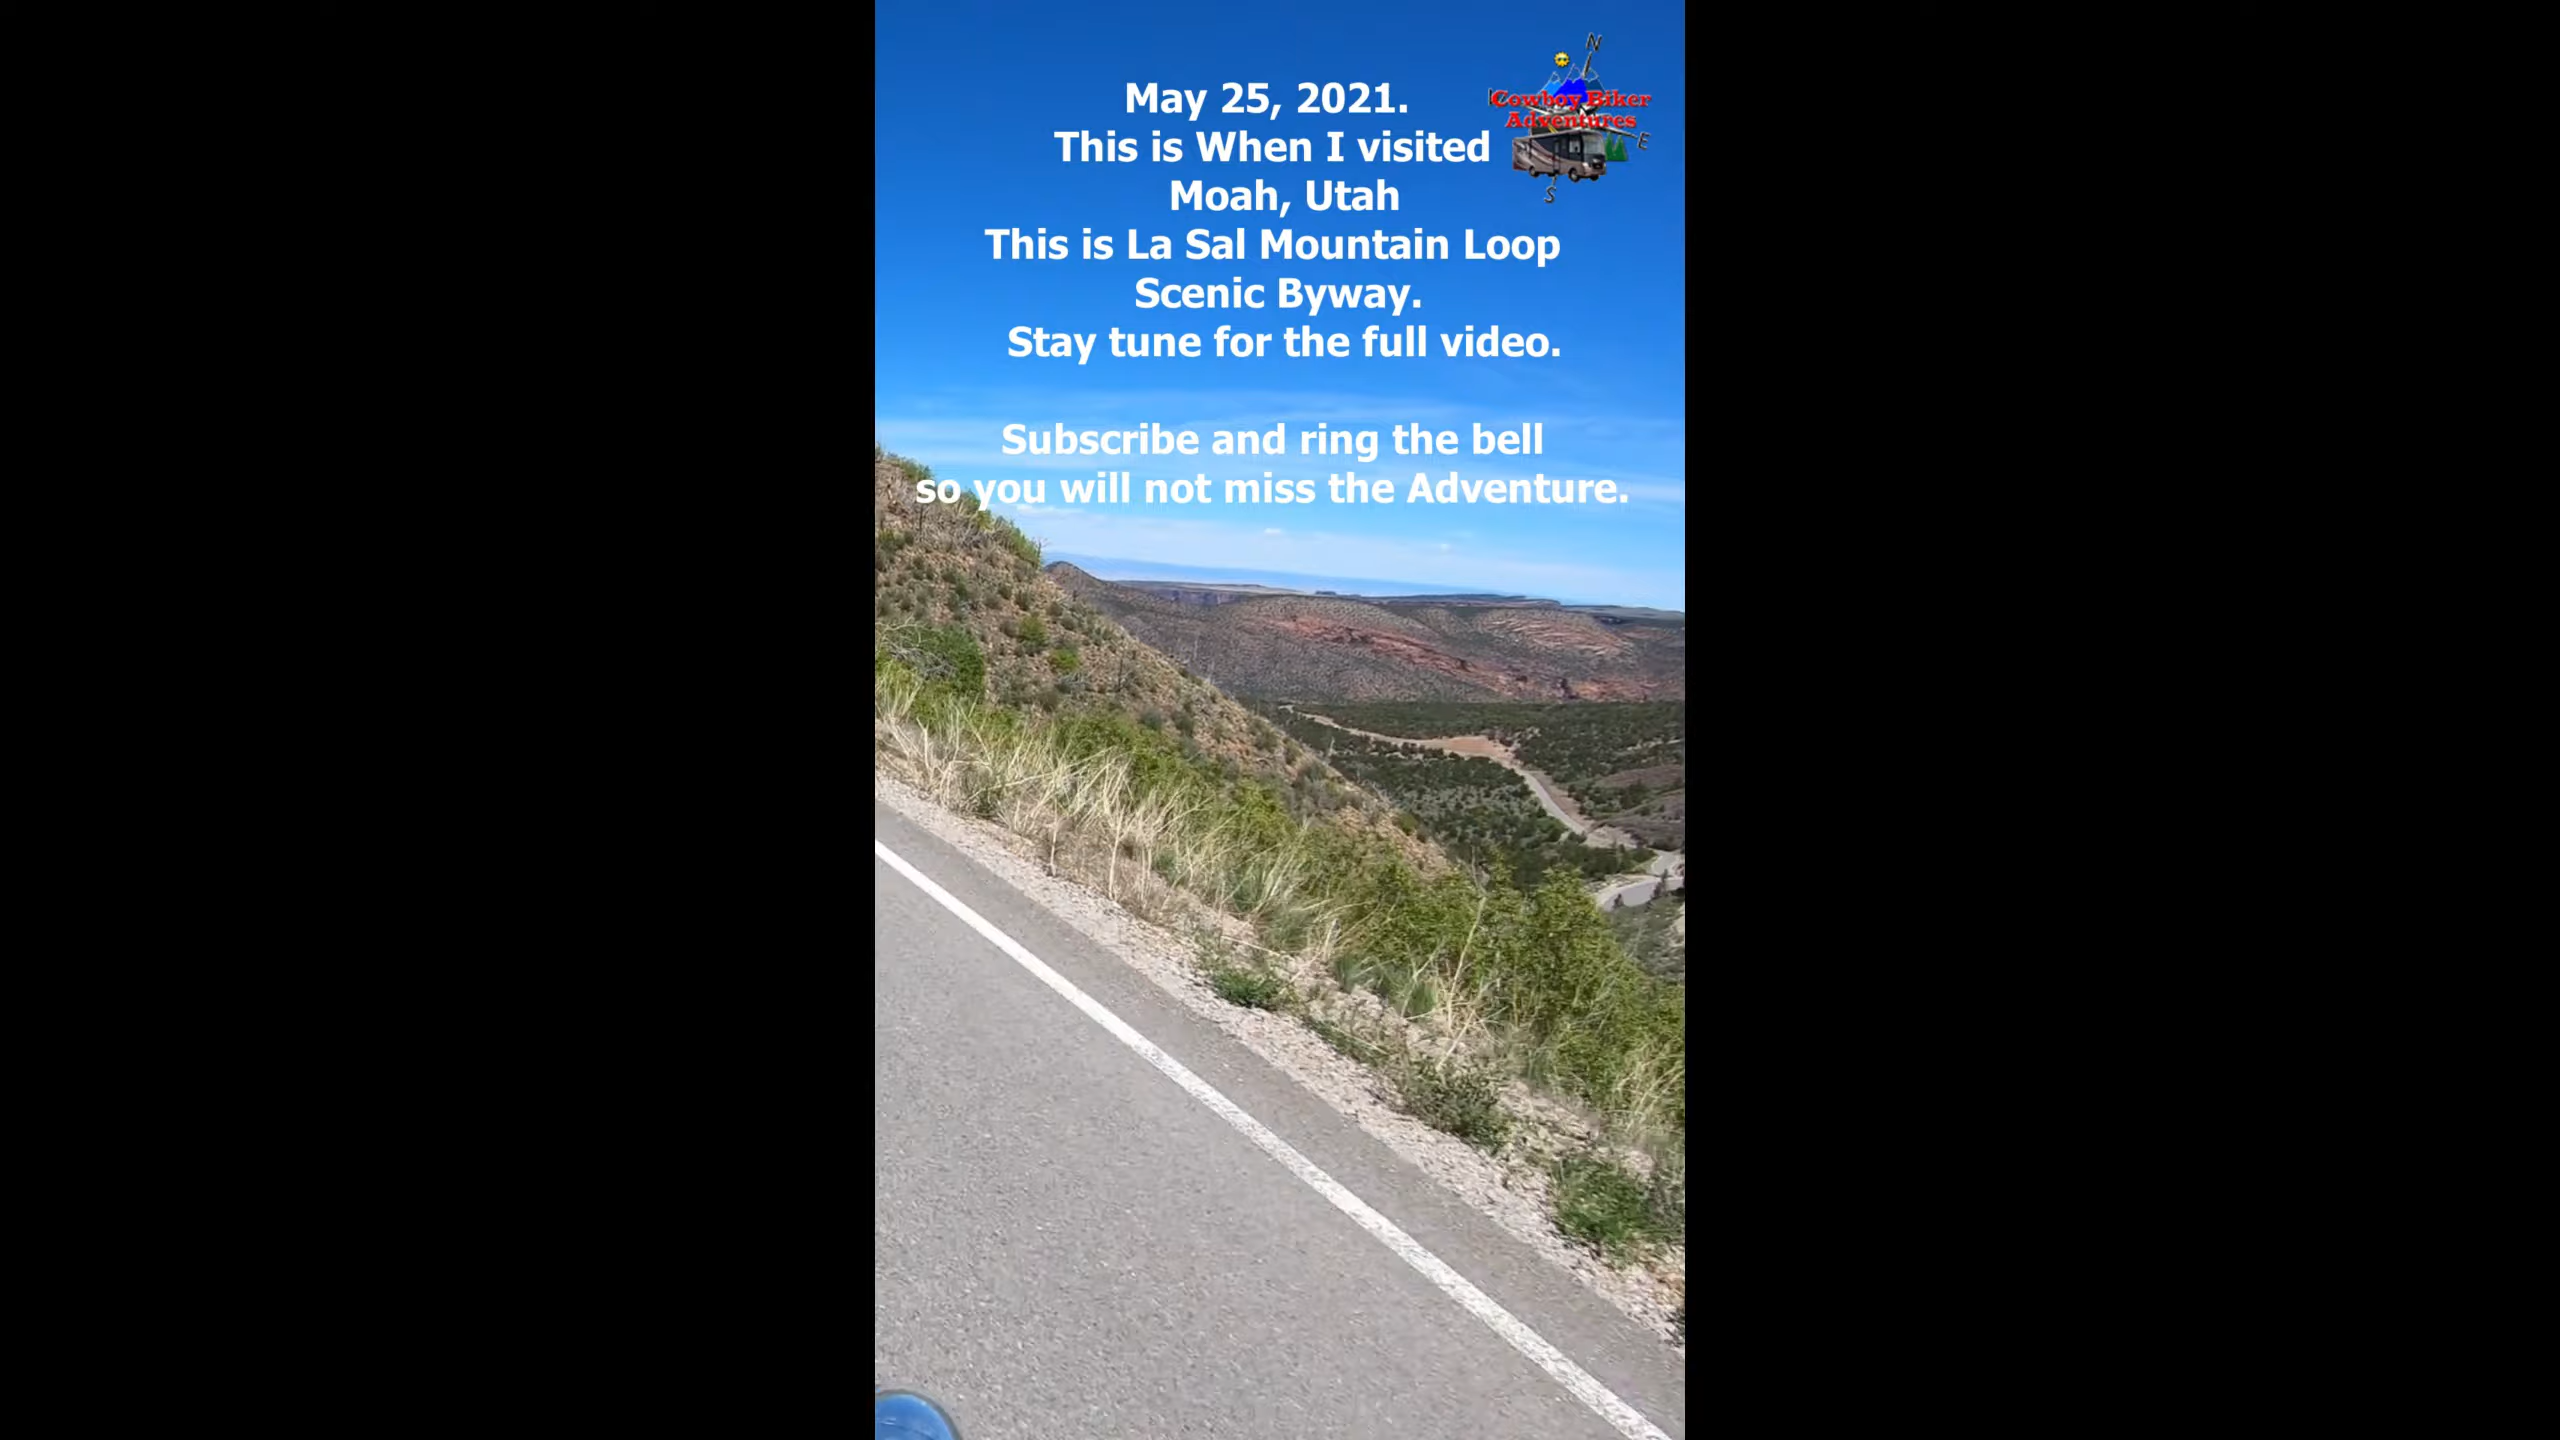 May 25, 2021.
This is When I visited
Moah, Utah
This is La Sal Mountain Loop
Scenic Byway.
Stay tune for the full video.
Subscribe and ring the bell
so you will not miss the Adventure.
N
Cowboy Biker
Adventures
E
S